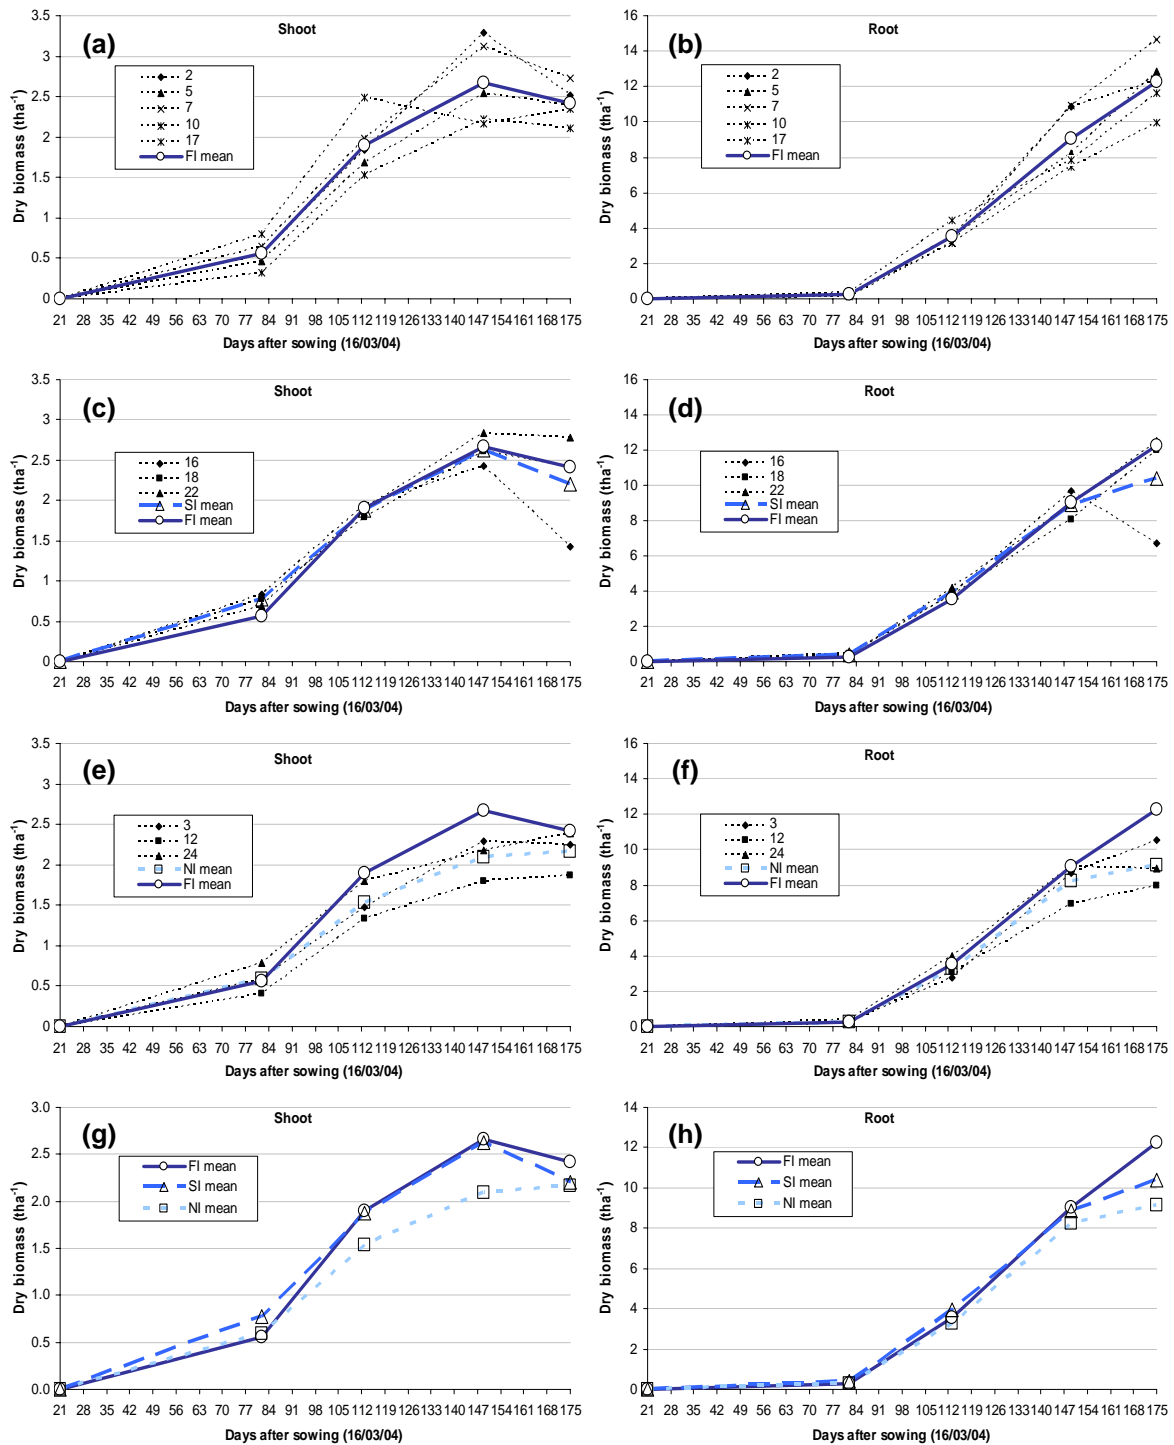 Shoot
(a)
3.5
3
2.5
2
1.5
1
0.5
0
Dry biomass (tha-1)
2
5
7
10
17
FI mean
21 28 35 42 49 56 63 70 77 84 91 98 105 112 119 126 133 140 147 154 161 168 175
Days after sowing (16/03/04)
Root
(b)
16
14
12
10
8
6
4
2
0
Dry biomass (tha-1)
2
5
7
10
17
FI mean
21 28 35 42 49 56 63 70 77 84 91 98 105 112 119 126 133 140 147 154 161 168 175
Days after sowing (16/03/04)
Shoot
(c)
3.5
3
2.5
2
1.5
1
0.5
0
Dry biomass (tha-1)
16
18
22
SI mean
FI mean
21 28 35 42 49 56 63 70 77 84 91 98 105 112 119 126 133 140 147 154 161 168 175
Days after sowing (16/03/04)
Root
(d)
16
14
12
10
8
6
4
2
0
Dry biomass (tha-1)
16
18
22
SI mean
FI mean
21 28 35 42 49 56 63 70 77 84 91 98 105 112 119 126 133 140 147 154 161 168 175
Days after sowing (16/03/04)
Shoot
(e)
3.5
3
2.5
2
1.5
1
0.5
0
Dry biomass (tha-1)
3
12
24
NI mean
FI mean
21 28 35 42 49 56 63 70 77 84 91 98 105 112 119 126 133 140 147 154 161 168 175
Days after sowing (16/03/04)
Root
(f)
16
14
12
10
8
6
4
2
0
Dry biomass (tha-1)
3
12
24
NI mean
FI mean
21 28 35 42 49 56 63 70 77 84 91 98 105 112 119 126 133 140 147 154 161 168 175
Days after sowing (16/03/04)
Shoot
(g)
3.0
2.5
2.0
1.5
1.0
0.5
0.0
Dry biomass (tha-1)
FI mean
SI mean
NI mean
21 28 35 42 49 56 63 70 77 84 91 98 105 112 119 126 133 140 147 154 161 168 175
Days after sowing (16/03/04)
Root
(h)
14
12
10
8
6
4
2
0
Dry biomass (tha-1)
FI mean
SI mean
NI mean
21 28 35 42 49 56 63 70 77 84 91 98 105 112 119 126 133 140 147 154 161 168 175
Days after sowing (16/03/04)